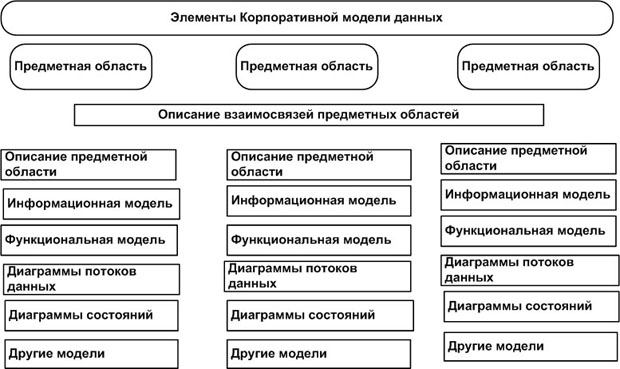 Элементы Корпоративной модели данных
Предметная область
Предметная область
Предметная область
Описание взаимосвязей предметных областей
Описание предметной
области
Информационная модель
Функциональная модель
Диаграммы потоков
данных
Диаграммы состояний
Другие модели
Описание предметной
области
Информационная модель
Функциональная модель
Диаграммы потоков
данных
Диаграммы состояний
Другие модели
Описание предметной
области
Информационная модель
Функциональная модель
Диаграммы потоков
данных
Диаграммы состояний
Другие модели